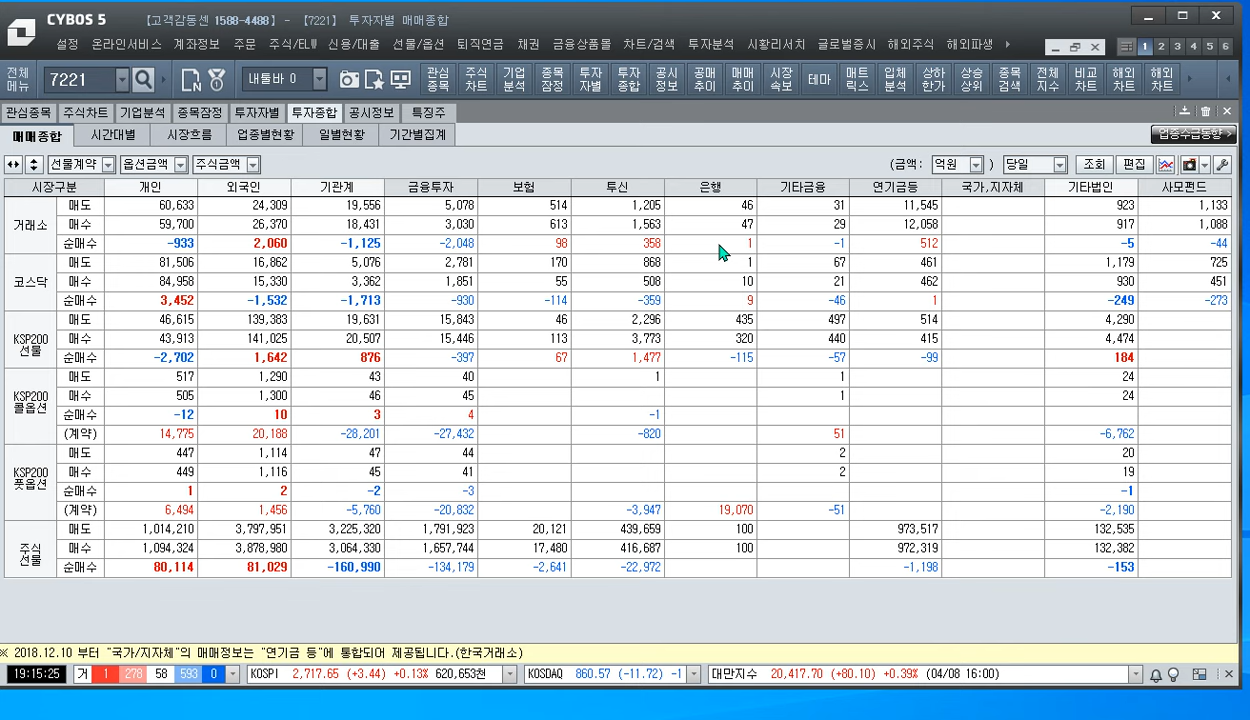 CYBOS 5 【고객감동센 1588-4488】 - 【7221】 투자자별 매매종합
설정 온라인서비스 계좌정보 주문 주식/ELW 신용/대출 선물/옵션 퇴직연금 채권 금융상품몰 차트/검색 투자분석 시황리서치 글로벌증시 해외주식 해외파생 1 2 3 4 5 6
전체메뉴 7221 내툴바 0 관심종목 주식차트 기업분석 종목잠정 투자자별 투자종합 공시정보 공매추이 매매추이 시장속보 테마 매트릭스 입체분석 상하한가 상승상위 종목검색 전체지수 비교차트 해외차트 해외차트
관심종목 주식차트 기업분석 종목잠정 투자자별 투자종합 공시정보 특징주
매매종합 시간대별 시장흐름 업종별현황 일별현황 기간별집계 업종수급동향 >
선물계약 옵션금액 주식금액 (금액: 억원 ) 당일 조회 편집
시장구분 개인 외국인 기관계 금융투자 보험 투신 은행 기타금융 연기금등 국가,지자체 기타법인 사모펀드
거래소 매도 60,633 24,309 19,556 5,078 514 1,205 46 31 11,545 923 1,133
매수 59,700 26,370 18,431 3,030 613 1,563 47 29 12,058 917 1,088
순매수 -933 2,060 -1,125 -2,048 98 358 1 -1 512 -5 -44
코스닥 매도 81,506 16,862 5,076 2,781 170 868 1 67 461 1,179 725
매수 84,958 15,330 3,362 1,851 55 508 10 21 462 930 451
순매수 3,452 -1,532 -1,713 -930 -114 -359 9 -46 1 -249 -273
KSP200 선물 매도 46,615 139,383 19,631 15,843 46 2,296 435 497 514 4,290
매수 43,913 141,025 20,507 15,446 113 3,773 320 440 415 4,474
순매수 -2,702 1,642 876 -397 67 1,477 -115 -57 -99 184
KSP200 콜옵션 매도 517 1,290 43 40 1 1 24
매수 505 1,300 46 45 1 24
순매수 -12 10 3 4 -1
(계약) 14,775 20,188 -28,201 -27,432 -820 51 -6,762
KSP200 풋옵션 매도 447 1,114 47 44 2 20
매수 449 1,116 45 41 2 19
순매수 1 2 -2 -3 -1
(계약) 6,494 1,456 -5,760 -20,832 -3,947 19,070 -51 -2,190
주식 선물 매도 1,014,210 3,797,951 3,225,320 1,791,923 20,121 439,659 100 973,517 132,535
매수 1,094,324 3,878,980 3,064,330 1,657,744 17,480 416,687 100 972,319 132,382
순매수 80,114 81,029 -160,990 -134,179 -2,641 -22,972 -1,198 -153
※ 2018.12.10 부터 "국가/지자체"의 매매정보는 "연기금 등"에 통합되어 제공됩니다.(한국거래소)
19:15:25 거 1 278 58 593 0 KOSPI 2,717.65 (+3.44) +0.13% 620,653천 KOSDAQ 860.57 (-11.72) -1 대만지수 20,417.70 (+80.10) +0.39% (04/08 16:00)